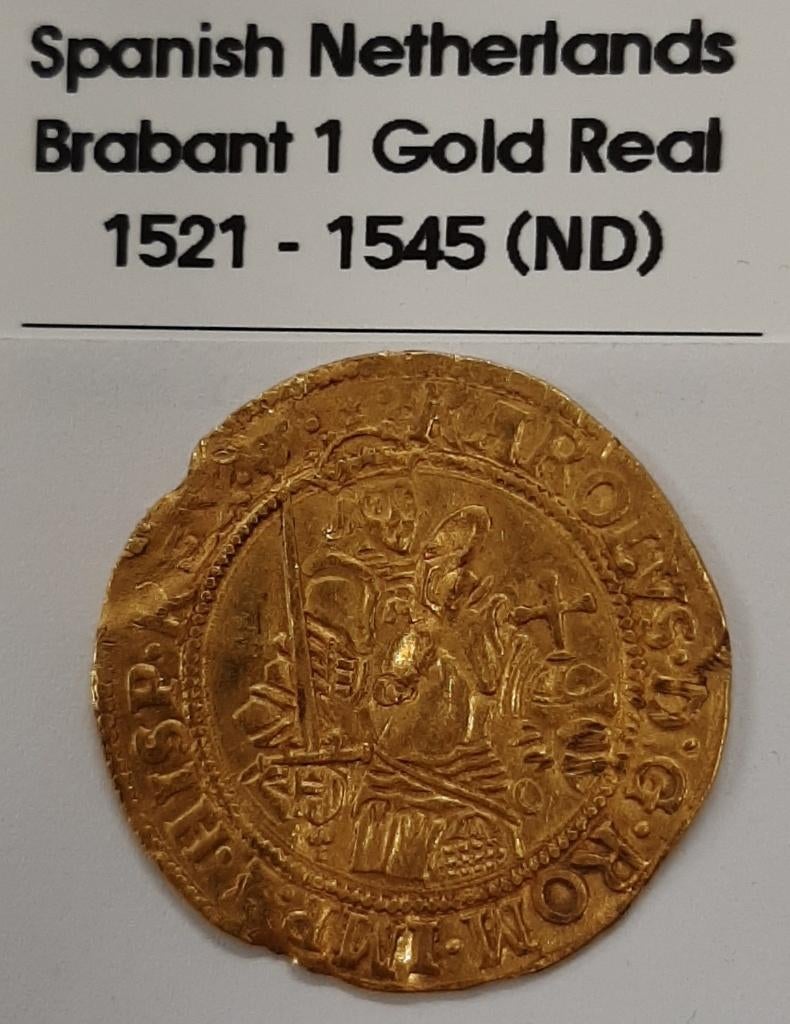 Spanish Netherlands
Brabant 1 Gold Real
1521 - 1545 (ND)
KAROLVS·D·G·ROM·IMP·Z·HISP·